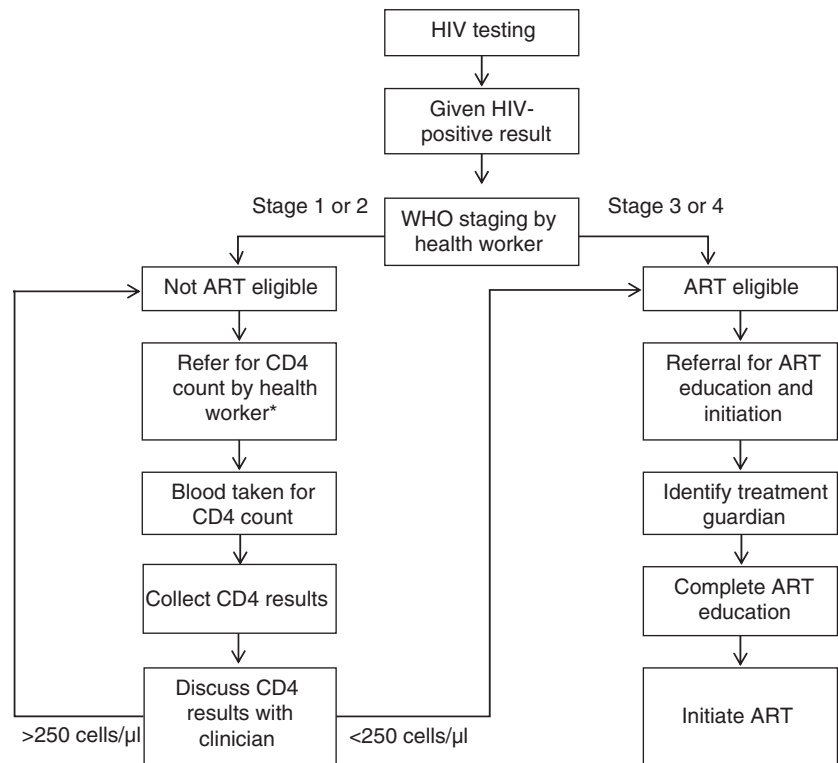 HIV testing
Given HIV-
positive result
Stage 1 or 2
WHO staging by
health worker
Stage 3 or 4
Not ART eligible
ART eligible
Refer for CD4
count by health
worker*
Referral for ART
education and
initiation
Blood taken for
CD4 count
Identify treatment
guardian
Collect CD4 results
Complete ART
education
Discuss CD4
results with
clinician
>250 cells/µl
<250 cells/µl
Initiate ART